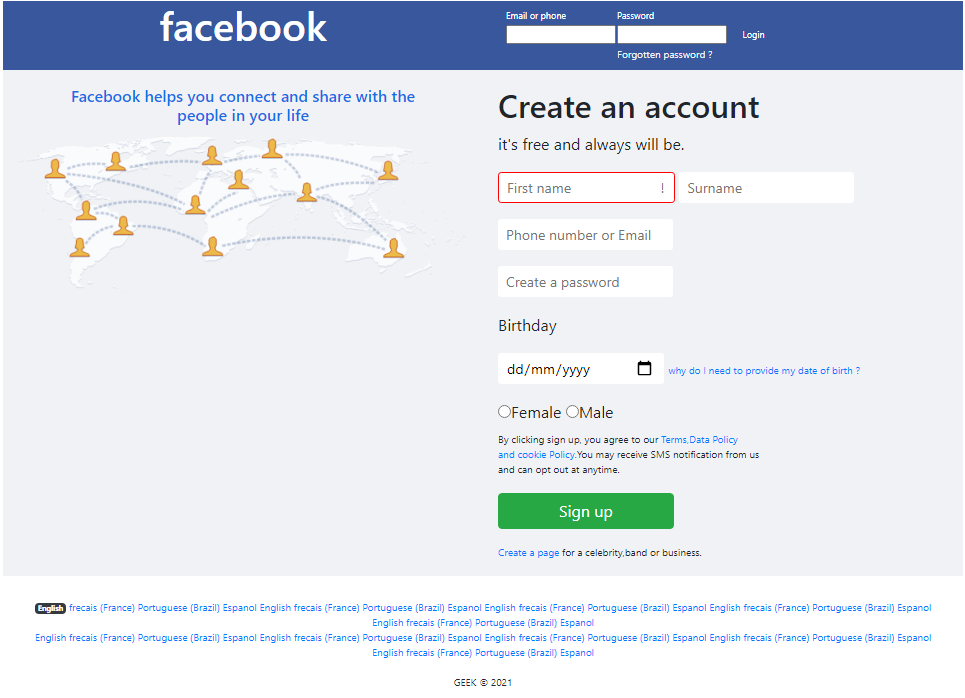 facebook
Email or phone
Password
Login
Forgotten password ?
Facebook helps you connect and share with the
people in your life
Create an account
it's free and always will be.
First name !
Surname
Phone number or Email
Create a password
Birthday
dd/mm/yyyy
why do I need to provide my date of birth ?
Female Male
By clicking sign up, you agree to our Terms,Data Policy
and cookie Policy.You may receive SMS notification from us
and can opt out at anytime.
Sign up
Create a page for a celebrity,band or business.
English frecais (France) Portuguese (Brazil) Espanol English frecais (France) Portuguese (Brazil) Espanol English frecais (France) Portuguese (Brazil) Espanol English frecais (France) Portuguese (Brazil) Espanol
English frecais (France) Portuguese (Brazil) Espanol
English frecais (France) Portuguese (Brazil) Espanol English frecais (France) Portuguese (Brazil) Espanol English frecais (France) Portuguese (Brazil) Espanol English frecais (France) Portuguese (Brazil) Espanol
English frecais (France) Portuguese (Brazil) Espanol
GEEK © 2021